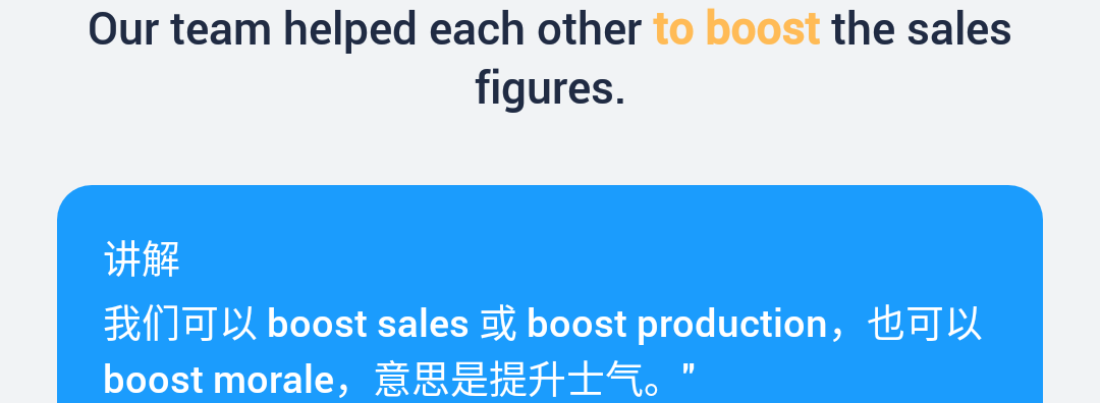 Our team helped each other to boost the sales
figures.
讲解
我们可以 boost sales 或 boost production，也可以
boost morale，意思是提升士气。"